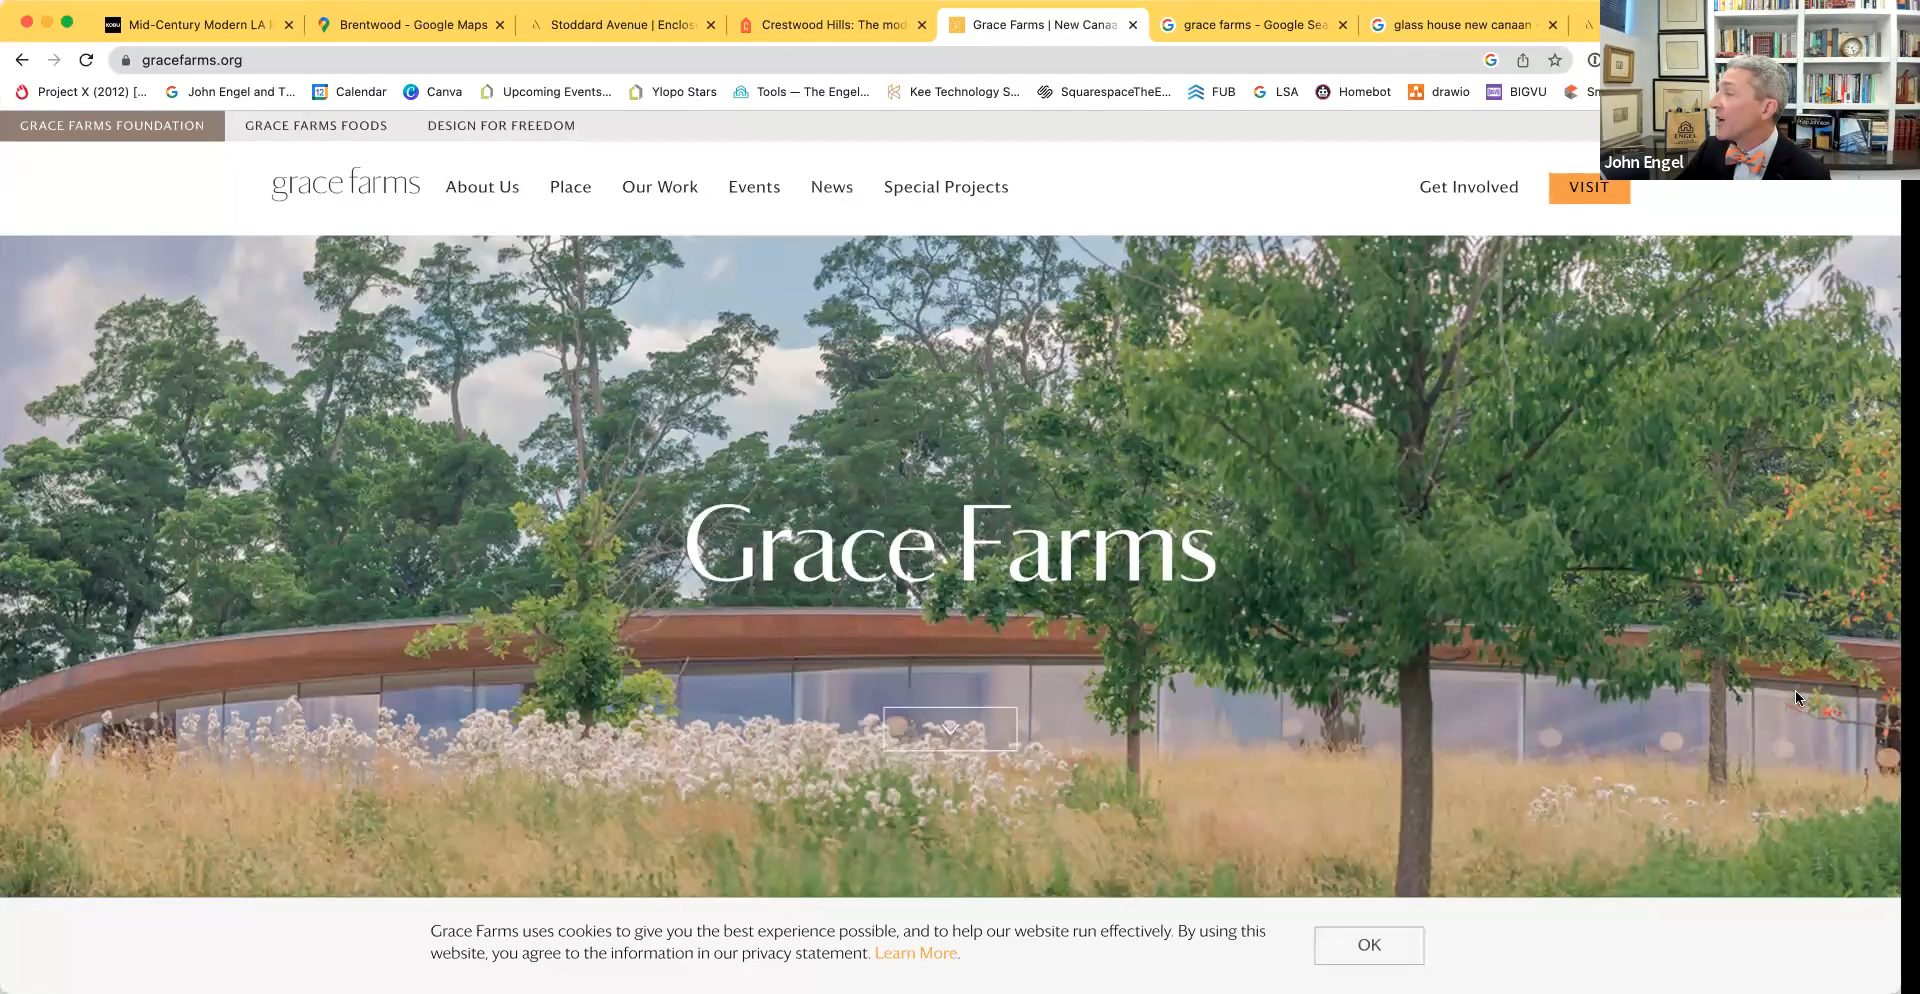 Mid-Century Modern LA
Brentwood - Google Maps
Stoddard Avenue | Enclos
Crestwood Hills: The mod
Grace Farms | New Canaa
grace farms - Google Sea
glass house new canaan
gracefarms.org
Project X (2012) [...
John Engel and T...
Calendar
Canva
Upcoming Events...
Ylopo Stars
Tools — The Engel...
Kee Technology S...
SquarespaceTheE...
FUB
LSA
Homebot
drawio
BIGVU
GRACE FARMS FOUNDATION
GRACE FARMS FOODS
DESIGN FOR FREEDOM
ENGEL
John Engel
grace farms
About Us
Place
Our Work
Events
News
Special Projects
Get Involved
VISIT
Grace Farms
Grace Farms uses cookies to give you the best experience possible, and to help our website run effectively. By using this
website, you agree to the information in our privacy statement. Learn More.
OK